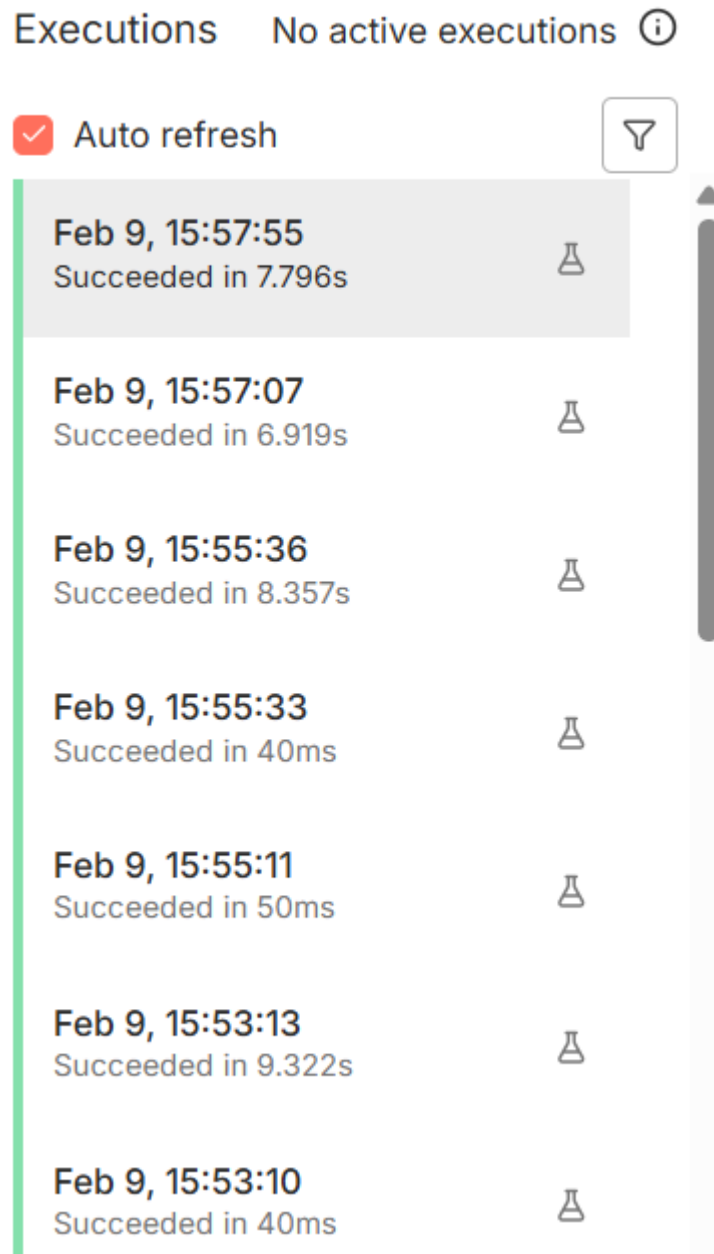 Executions No active executions
Auto refresh
Feb 9, 15:57:55
Succeeded in 7.796s
Feb 9, 15:57:07
Succeeded in 6.919s
Feb 9, 15:55:36
Succeeded in 8.357s
Feb 9, 15:55:33
Succeeded in 40ms
Feb 9, 15:55:11
Succeeded in 50ms
Feb 9, 15:53:13
Succeeded in 9.322s
Feb 9, 15:53:10
Succeeded in 40ms